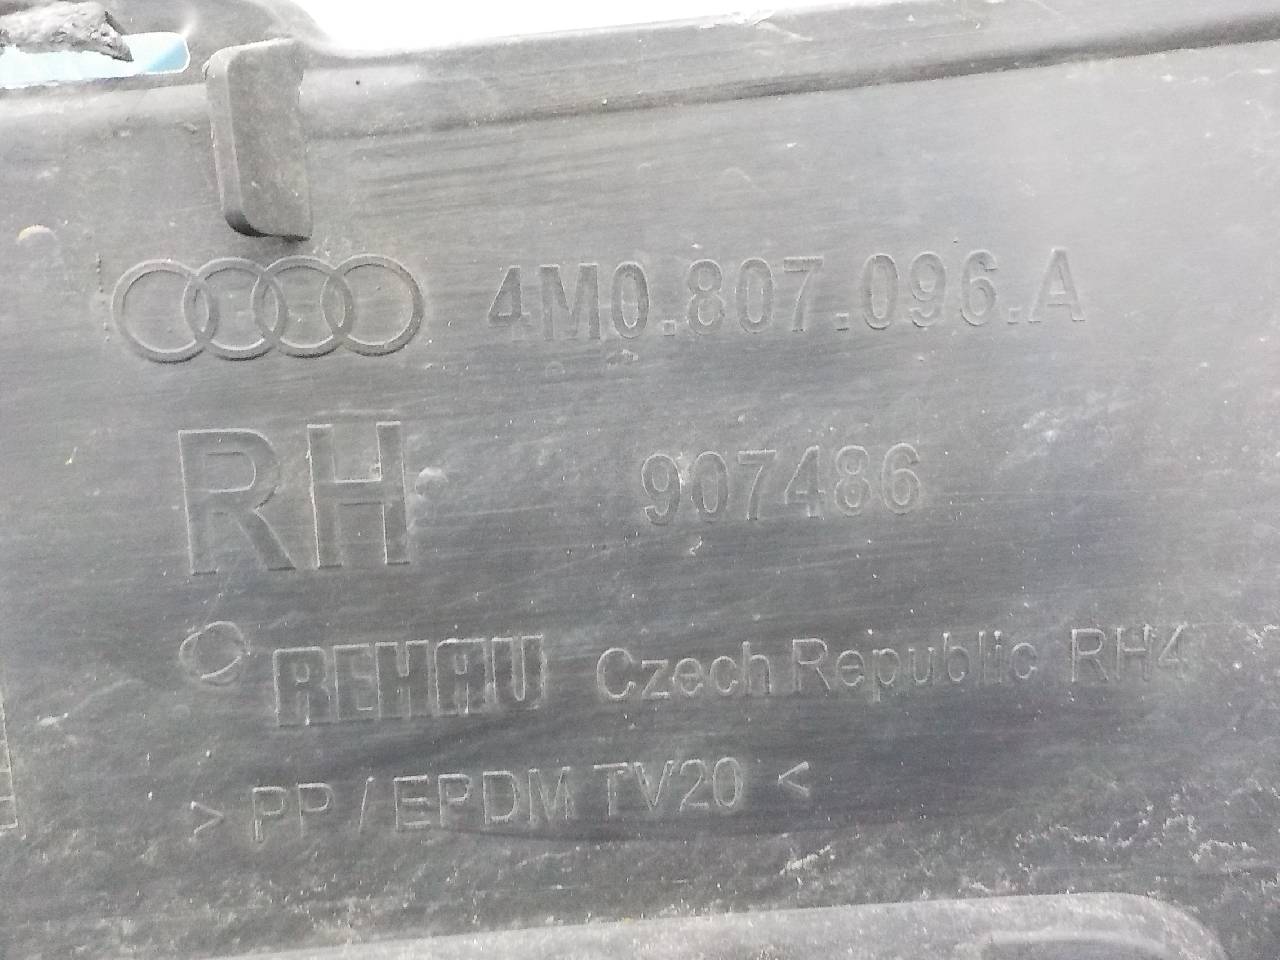 4M0.807.096.A
RH 907486
REHAU Czech Republic RH4
> PP / EPDM TV20 <